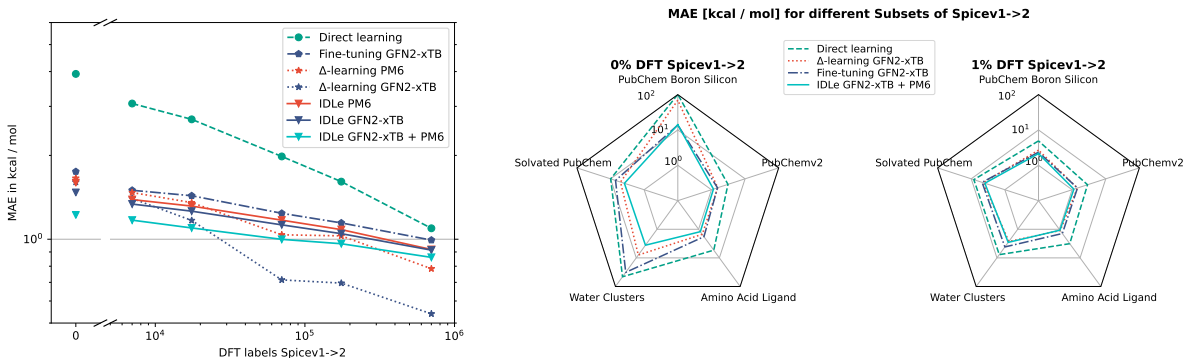 MAE in kcal / mol
10⁰
0
10⁴
10⁵
10⁶
DFT labels Spicev1->2
Direct learning
Fine-tuning GFN2-xTB
Δ-learning PM6
Δ-learning GFN2-xTB
IDLe PM6
IDLe GFN2-xTB
IDLe GFN2-xTB + PM6
MAE [kcal / mol] for different Subsets of Spicev1->2
Direct learning
Δ-learning GFN2-xTB
Fine-tuning GFN2-xTB
IDLe GFN2-xTB + PM6
0% DFT Spicev1->2
PubChem Boron Silicon
10²
10¹
10⁰
Solvated PubChem
PubChemv2
Water Clusters
Amino Acid Ligand
1% DFT Spicev1->2
PubChem Boron Silicon
10²
10¹
10⁰
Solvated PubChem
PubChemv2
Water Clusters
Amino Acid Ligand